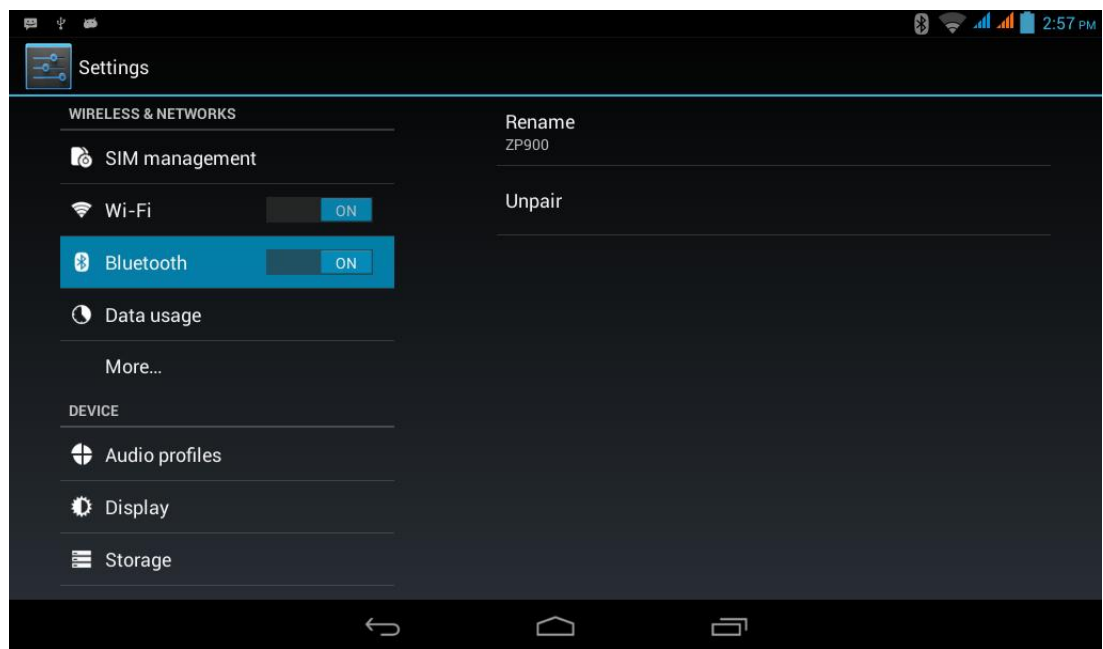 2:57 PM
Settings
WIRELESS & NETWORKS
SIM management
Wi-Fi ON
Bluetooth ON
Data usage
More...
DEVICE
Audio profiles
Display
Storage
Rename
ZP900
Unpair